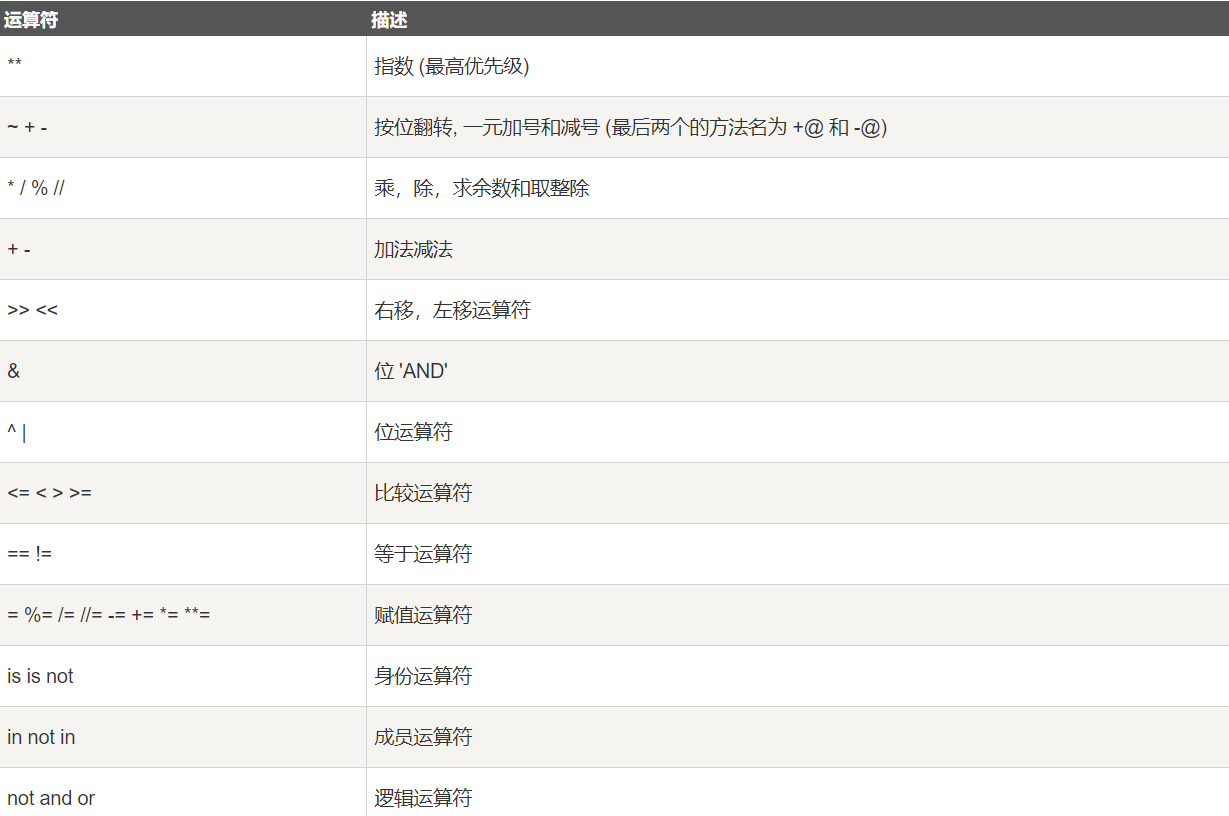 运算符 描述
** 指数 (最高优先级)
~ + - 按位翻转, 一元加号和减号 (最后两个的方法名为 +@ 和 -@)
* / % // 乘，除，求余数和取整除
+ - 加法减法
>> << 右移，左移运算符
& 位 'AND'
^ | 位运算符
<= < > >= 比较运算符
== != 等于运算符
= %= /= //= -= += *= **= 赋值运算符
is is not 身份运算符
in not in 成员运算符
not and or 逻辑运算符